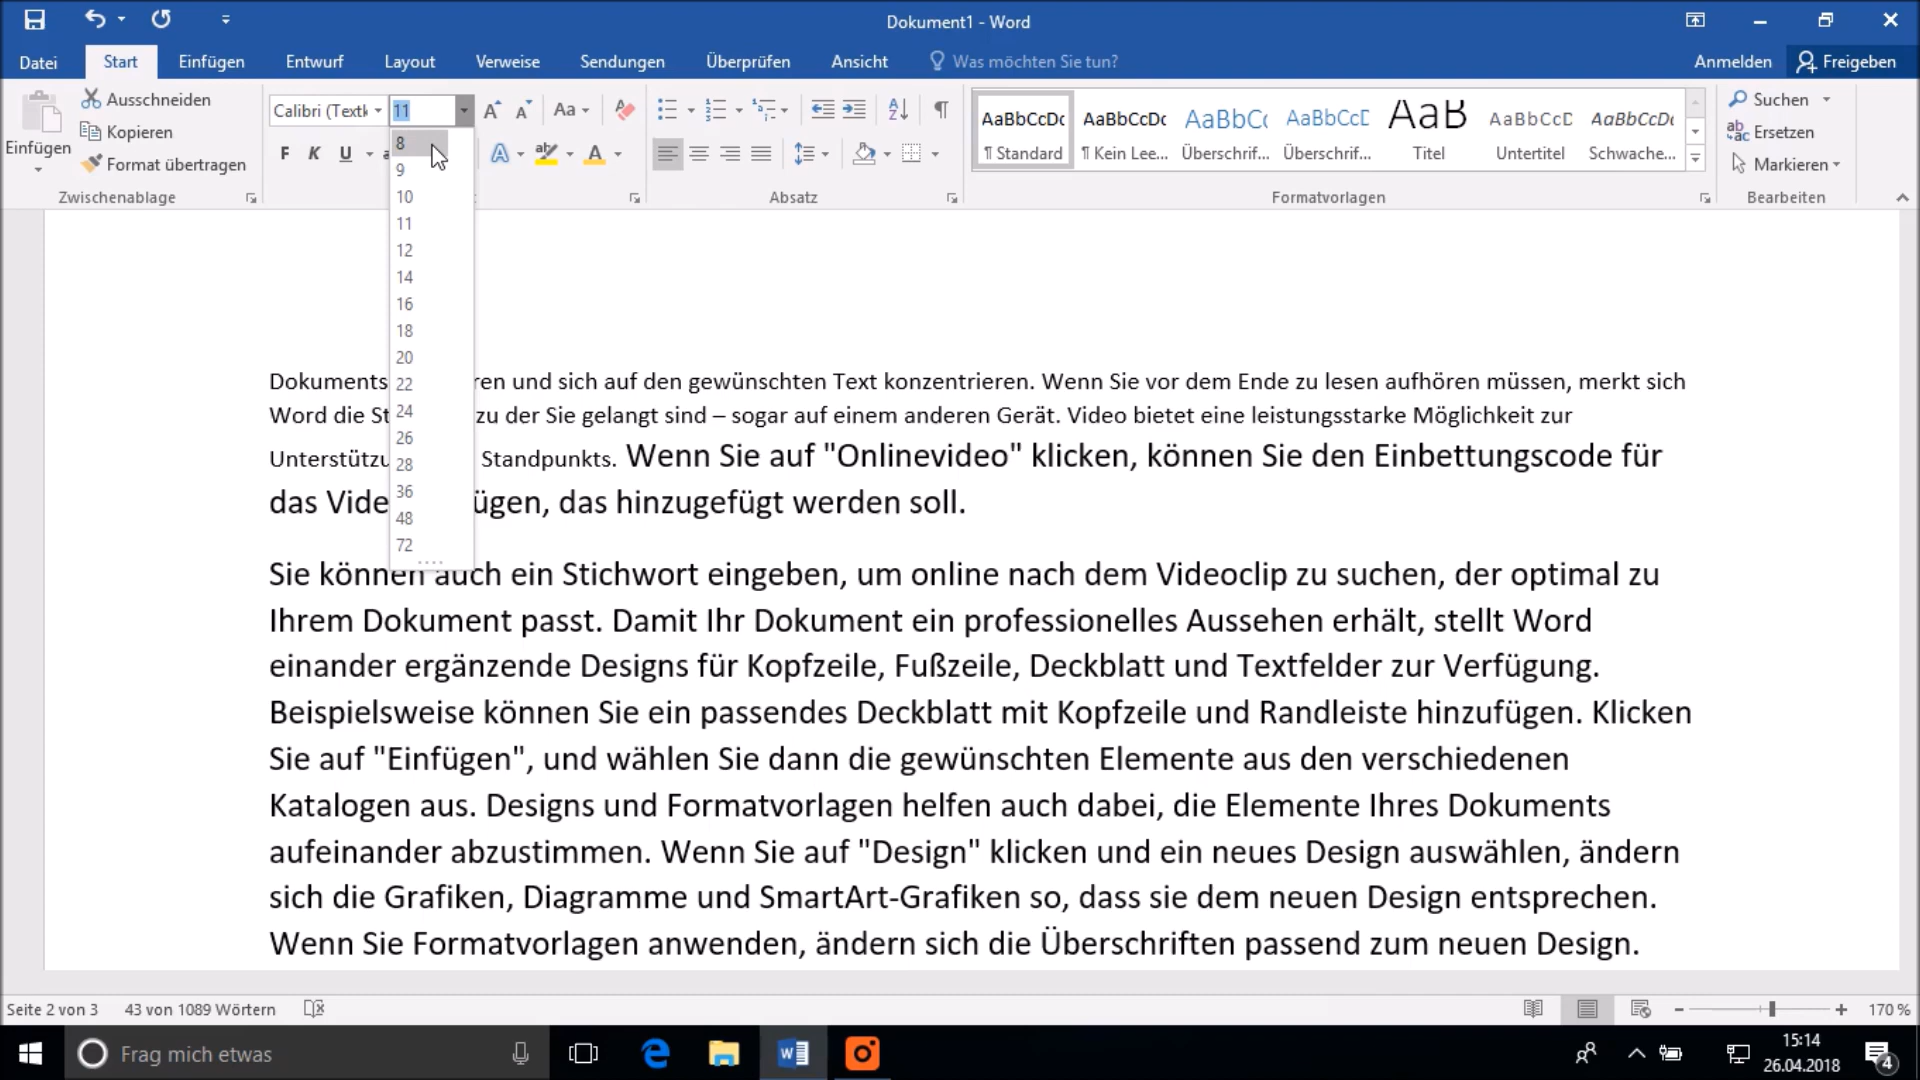 Dokument1 - Word
Datei Start Einfügen Entwurf Layout Verweise Sendungen Überprüfen Ansicht Was möchten Sie tun? Anmelden Freigeben
Einfügen
Ausschneiden
Kopieren
Format übertragen
Zwischenablage
Calibri (Textk 11
Aa
F K U
8
9
10
11
12
14
16
18
20
22
24
26
28
36
48
72
Absatz
AaBbCcDc AaBbCcDc AaBbCc AaBbCcD AaB AaBbCcD AaBbCcDc
¶ Standard ¶ Kein Lee... Überschrif... Überschrif... Titel Untertitel Schwache...
Formatvorlagen
Suchen
Ersetzen
Markieren
Bearbeiten
Dokuments ren und sich auf den gewünschten Text konzentrieren. Wenn Sie vor dem Ende zu lesen aufhören müssen, merkt sich
Word die St zu der Sie gelangt sind – sogar auf einem anderen Gerät. Video bietet eine leistungsstarke Möglichkeit zur
Unterstützu Standpunkts. Wenn Sie auf "Onlinevideo" klicken, können Sie den Einbettungscode für
das Vide ügen, das hinzugefügt werden soll.
Sie können auch ein Stichwort eingeben, um online nach dem Videoclip zu suchen, der optimal zu
Ihrem Dokument passt. Damit Ihr Dokument ein professionelles Aussehen erhält, stellt Word
einander ergänzende Designs für Kopfzeile, Fußzeile, Deckblatt und Textfelder zur Verfügung.
Beispielsweise können Sie ein passendes Deckblatt mit Kopfzeile und Randleiste hinzufügen. Klicken
Sie auf "Einfügen", und wählen Sie dann die gewünschten Elemente aus den verschiedenen
Katalogen aus. Designs und Formatvorlagen helfen auch dabei, die Elemente Ihres Dokuments
aufeinander abzustimmen. Wenn Sie auf "Design" klicken und ein neues Design auswählen, ändern
sich die Grafiken, Diagramme und SmartArt-Grafiken so, dass sie dem neuen Design entsprechen.
Wenn Sie Formatvorlagen anwenden, ändern sich die Überschriften passend zum neuen Design.
Seite 2 von 3 43 von 1089 Wörtern 170 %
Frag mich etwas
15:14
26.04.2018
4